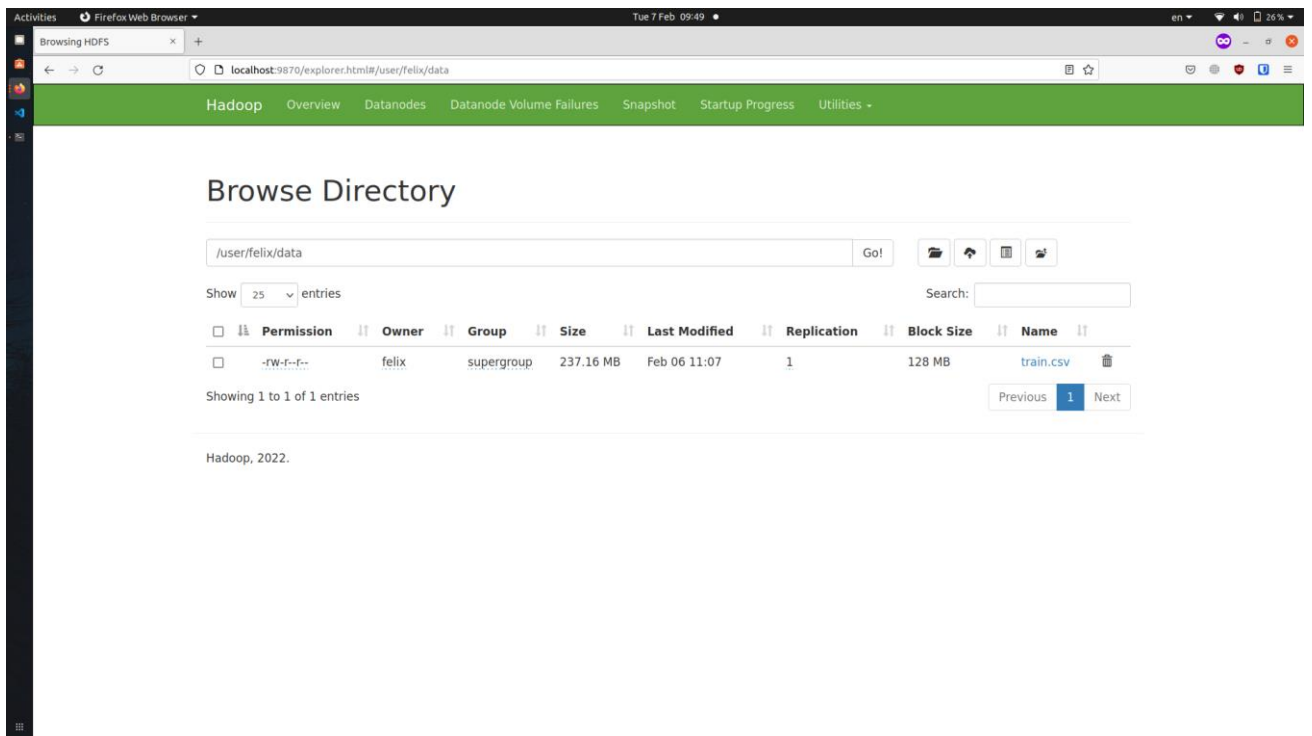 Activities Firefox Web Browser Tue 7 Feb 09:49 en 26%
Browsing HDFS
localhost:9870/explorer.html#/user/felix/data
Hadoop Overview Datanodes Datanode Volume Failures Snapshot Startup Progress Utilities
Browse Directory
/user/felix/data Go!
Show 25 entries Search:
Permission Owner Group Size Last Modified Replication Block Size Name
-rw-r--r-- felix supergroup 237.16 MB Feb 06 11:07 1 128 MB train.csv
Showing 1 to 1 of 1 entries Previous 1 Next
Hadoop, 2022.